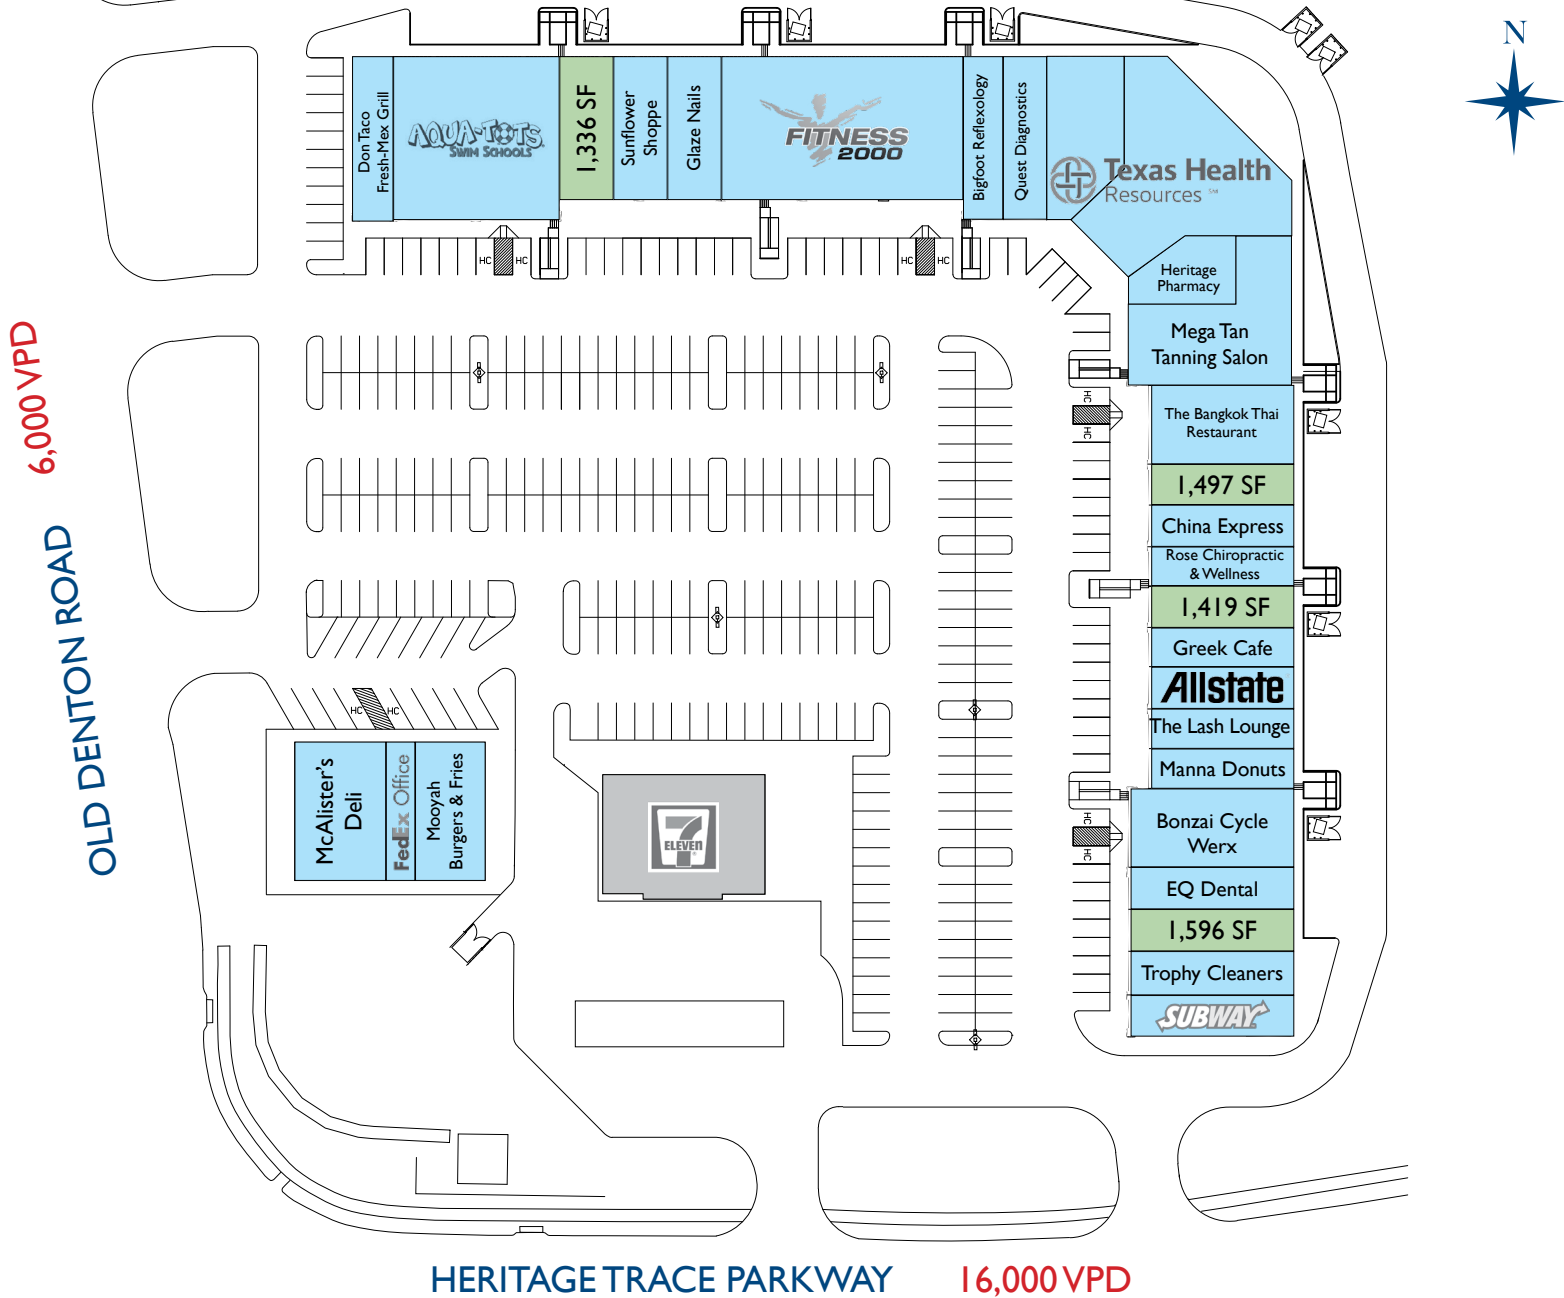 N
Don Taco
Fresh-Mex Grill
AQUA-TOTS
SWIM SCHOOLS
1,336 SF
Sunflower
Shoppe
Glaze Nails
FITNESS
2000
Bigfoot Reflexology
Quest Diagnostics
Texas Health
Resources SM
HC
HC
HC
HC
Heritage
Pharmacy
Mega Tan
Tanning Salon
HC
HC
The Bangkok Thai
Restaurant
1,497 SF
China Express
Rose Chiropractic
& Wellness
1,419 SF
Greek Cafe
Allstate
The Lash Lounge
Manna Donuts
Bonzai Cycle
Werx
HC
HC
EQ Dental
1,596 SF
Trophy Cleaners
SUBWAY
HC
HC
McAlister's
Deli
FedEx Office
Mooyah
Burgers & Fries
7
ELEVEN
OLD DENTON ROAD 6,000 VPD
HERITAGE TRACE PARKWAY 16,000 VPD